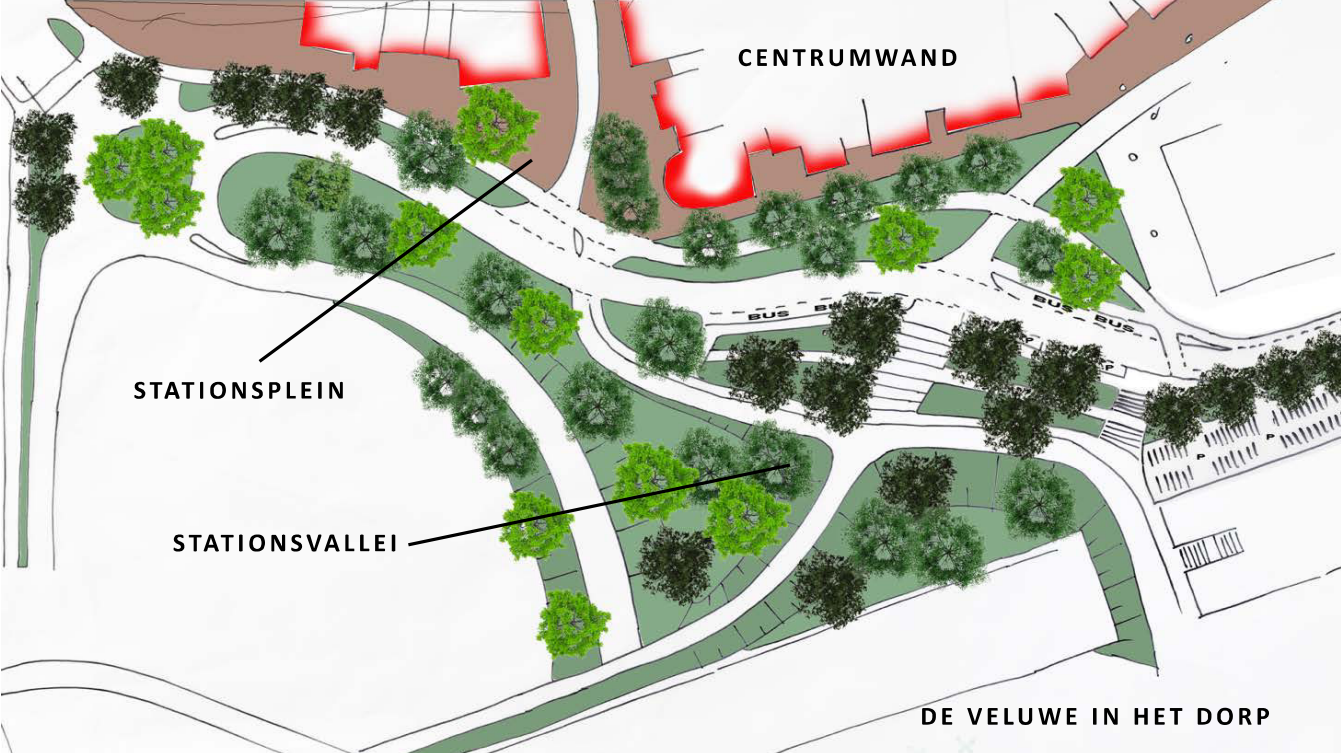 CENTRUMWAND
BUS BUS
BUS BUS
P
P
STATIONSPLEIN
P
P
STATIONSVALLEI
DE VELUWE IN HET DORP